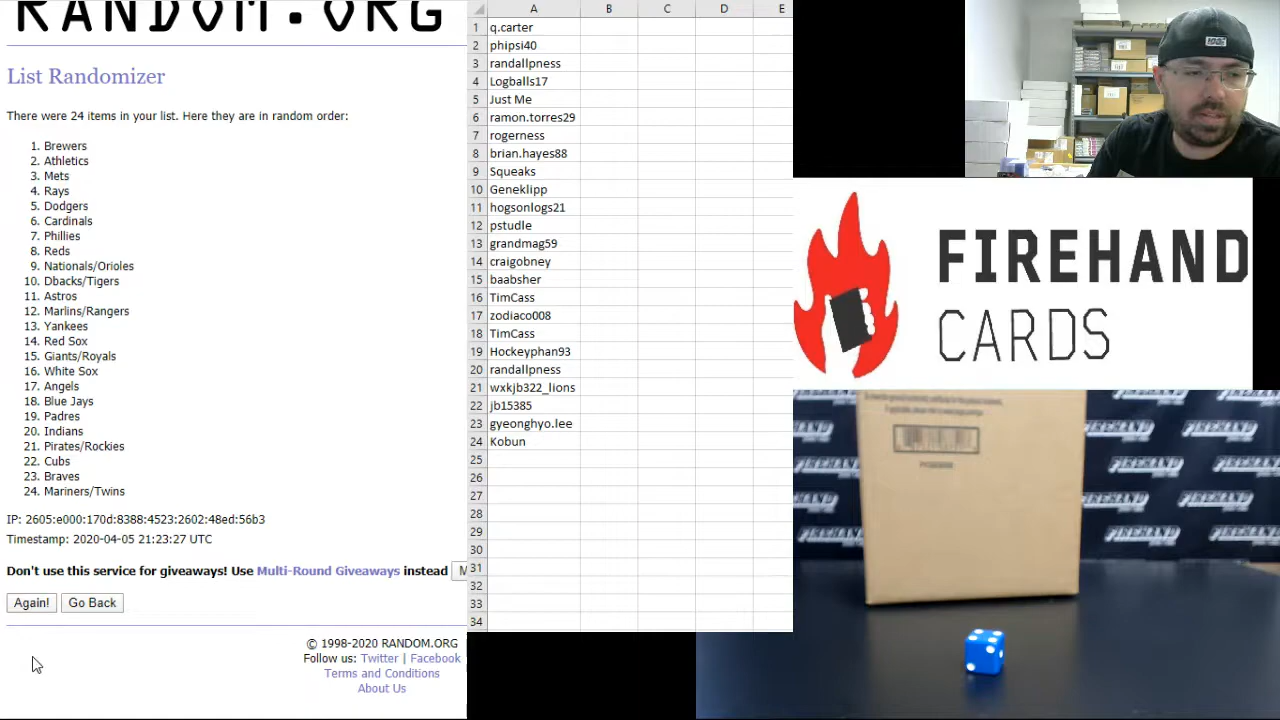 RANDOM.ORG
List Randomizer
There were 24 items in your list. Here they are in random order:
1. Brewers
2. Athletics
3. Mets
4. Rays
5. Dodgers
6. Cardinals
7. Phillies
8. Reds
9. Nationals/Orioles
10. Dbacks/Tigers
11. Astros
12. Marlins/Rangers
13. Yankees
14. Red Sox
15. Giants/Royals
16. White Sox
17. Angels
18. Blue Jays
19. Padres
20. Indians
21. Pirates/Rockies
22. Cubs
23. Braves
24. Mariners/Twins
IP: 2605:e000:170d:8388:4523:2602:48ed:56b3
Timestamp: 2020-04-05 21:23:27 UTC
Don't use this service for giveaways! Use Multi-Round Giveaways instead M
Again! Go Back
© 1998-2020 RANDOM.ORG
Follow us: Twitter | Facebook
Terms and Conditions
About Us
A B C D E
1 q.carter
2 phipsi40
3 randallpness
4 Logballs17
5 Just Me
6 ramon.torres29
7 rogerness
8 brian.hayes88
9 Squeaks
10 Geneklipp
11 hogsonlogs21
12 pstudle
13 grandmag59
14 craigobney
15 baabsher
16 TimCass
17 zodiaco008
18 TimCass
19 Hockeyphan93
20 randallpness
21 wxkjb322_lions
22 jb15385
23 gyeonghyo.lee
24 Kobun
25
26
27
28
29
30
31
32
33
34
FIREHAND
CARDS